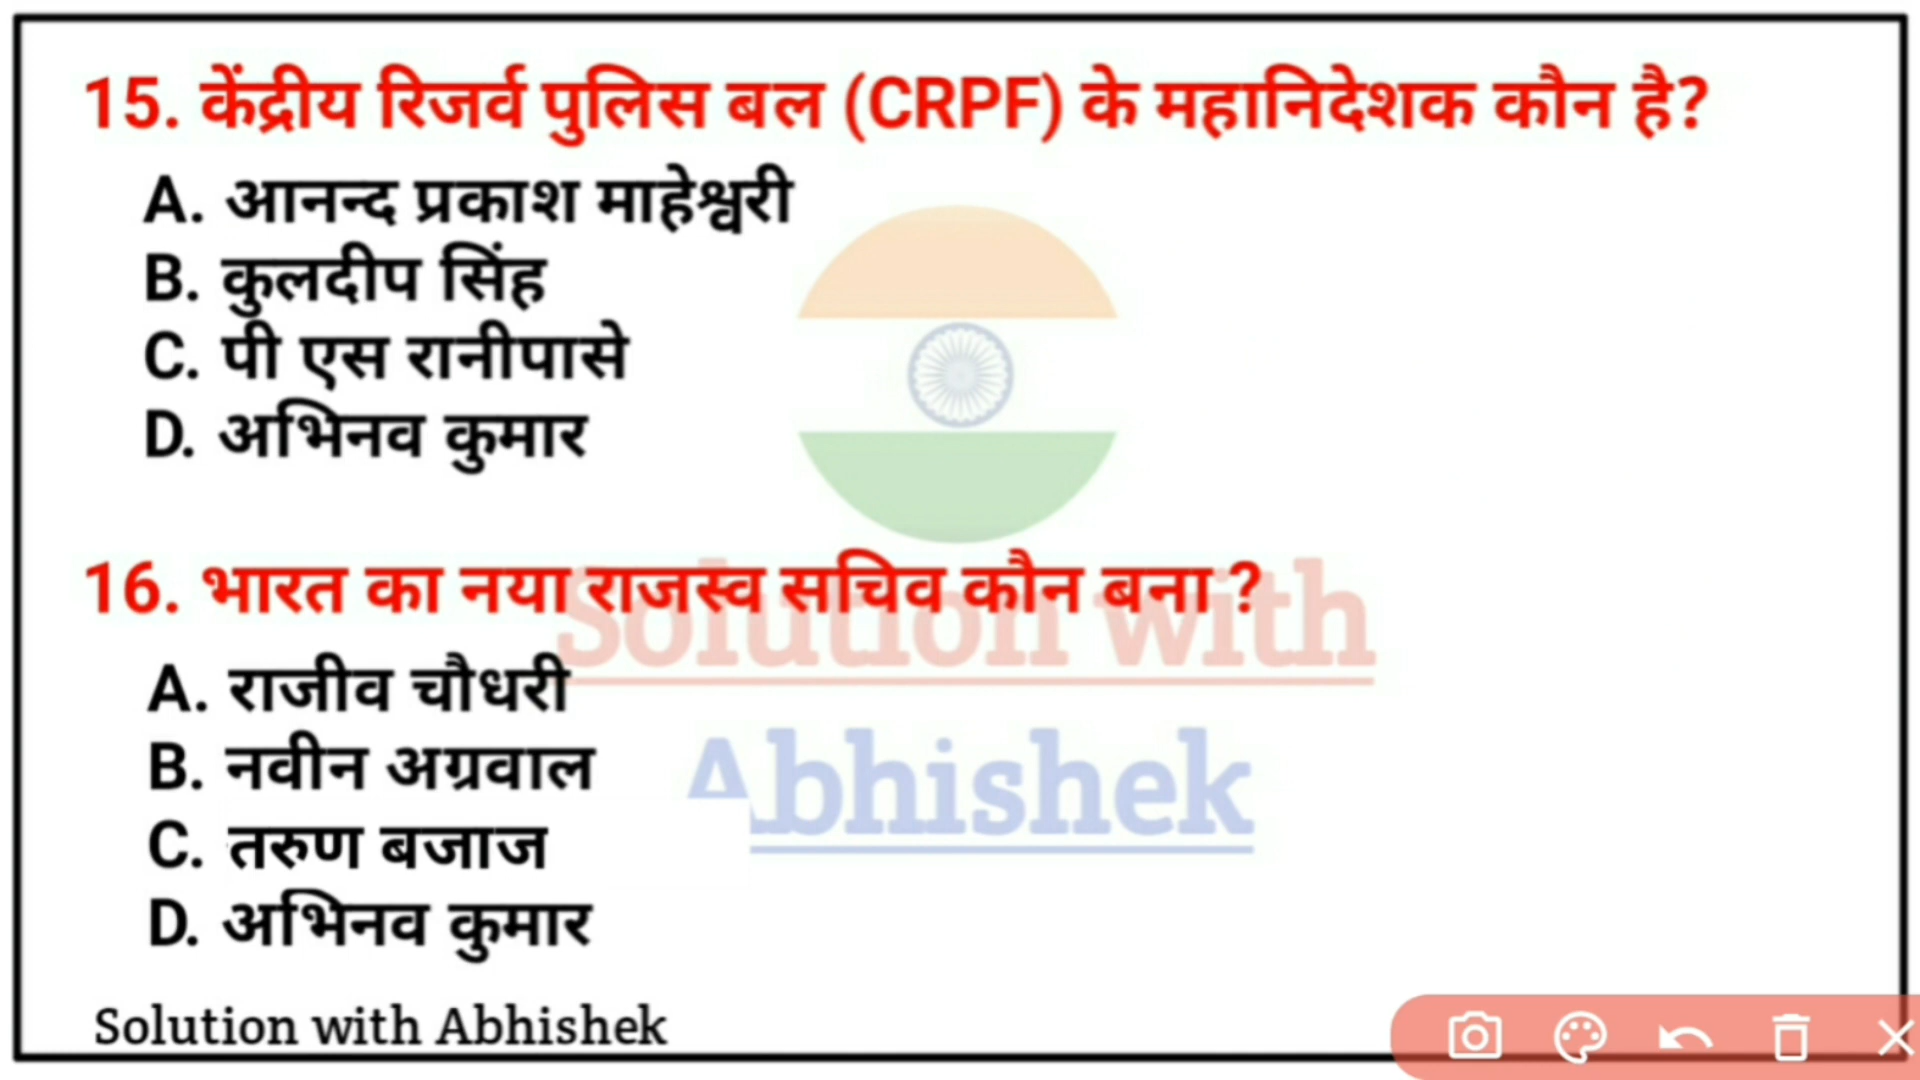 15. केंद्रीय रिजर्व पुलिस बल (CRPF) के महानिदेशक कौन है?
A. आनन्द प्रकाश माहेश्वरी
B. कुलदीप सिंह
C. पी एस रानीपासे
D. अभिनव कुमार
16. भारत का नया राजस्व सचिव कौन बना ?
Solution with
A. राजीव चौधरी
B. नवीन अग्रवाल
Abhishek
C. तरुण बजाज
D. अभिनव कुमार
Solution with Abhishek